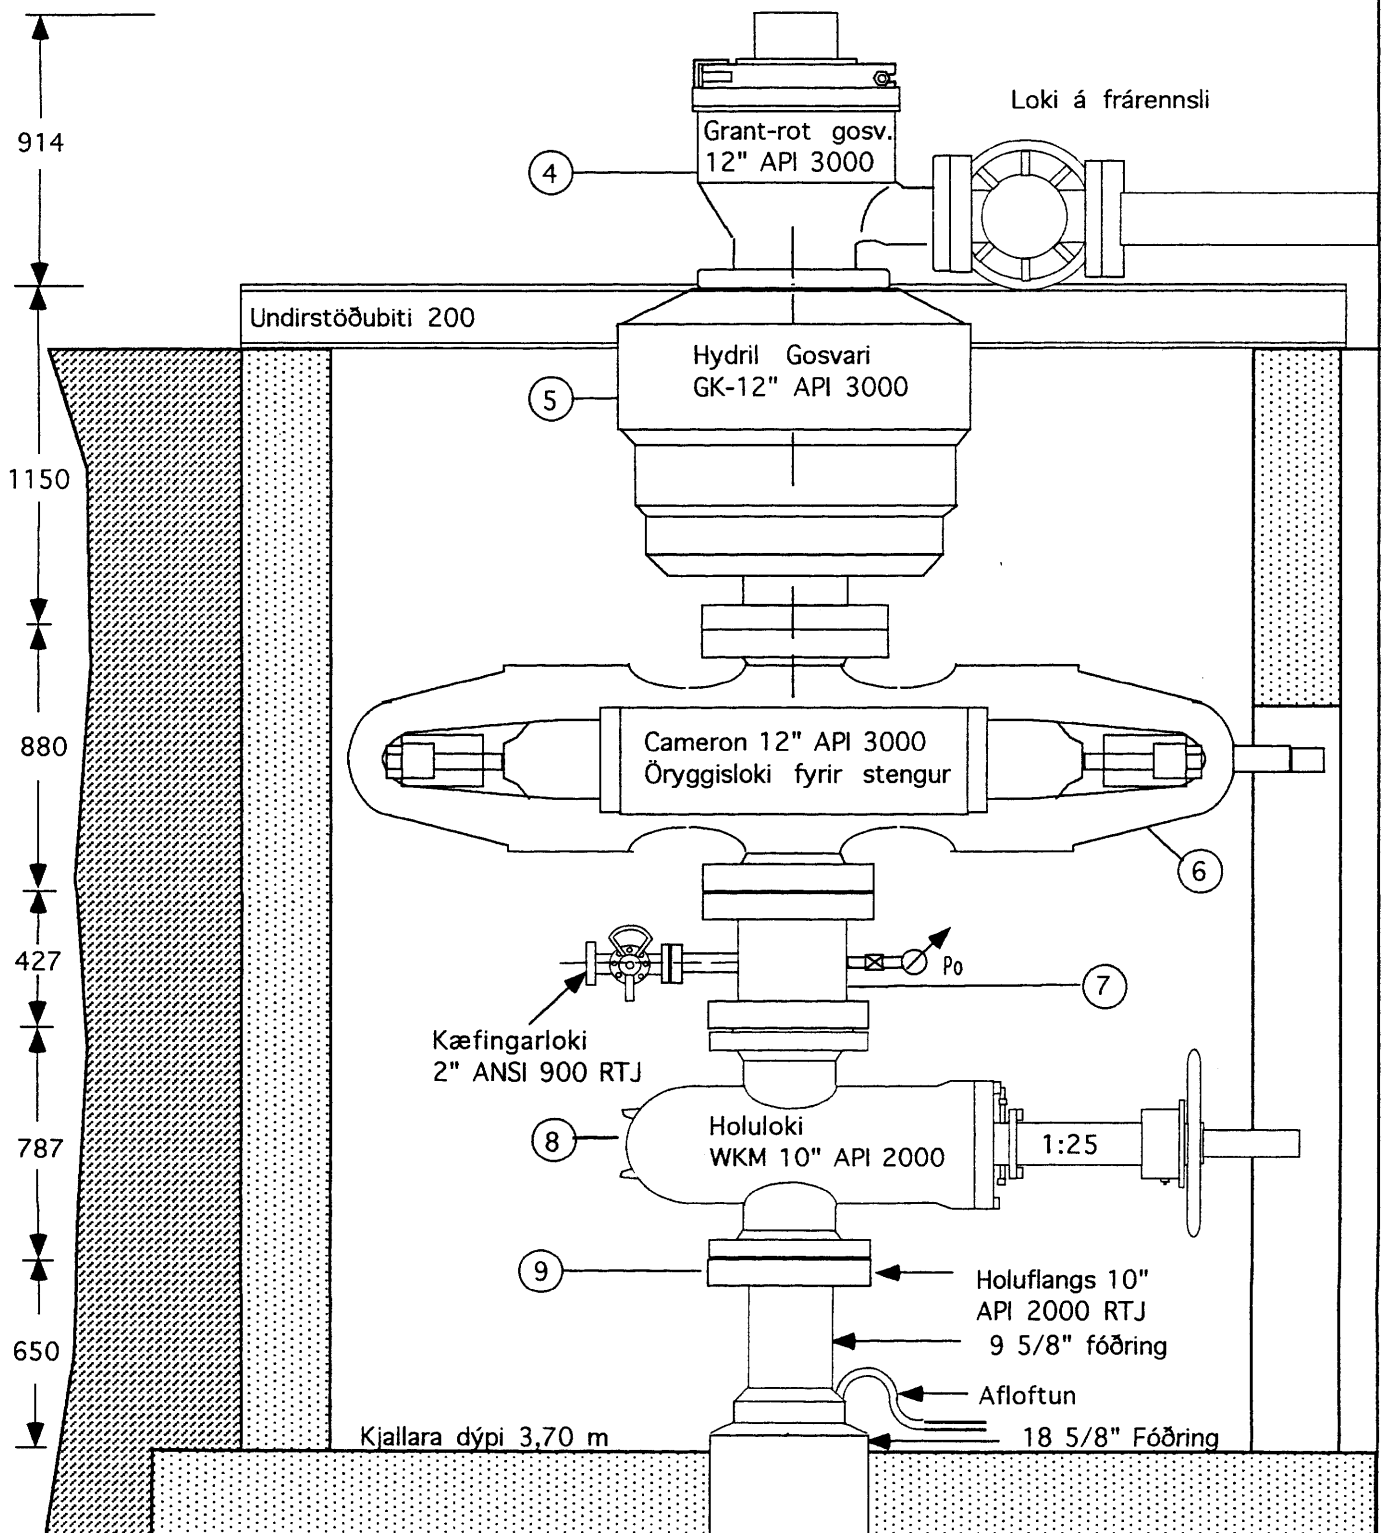 Loki á frárennsli
914
Grant-rot gosv.
12" API 3000
4
Undirstöðubiti 200
Hydril Gosvari
GK-12" API 3000
5
1150
880
Cameron 12" API 3000
Öryggisloki fyrir stengur
6
427
Po
7
Kæfingarloki
2" ANSI 900 RTJ
787
8
Holuloki
WKM 10" API 2000
1:25
9
Holuflangs 10"
API 2000 RTJ
650
9 5/8" fóðring
Afloftun
Kjallara dýpi 3,70 m
18 5/8" Fóðring